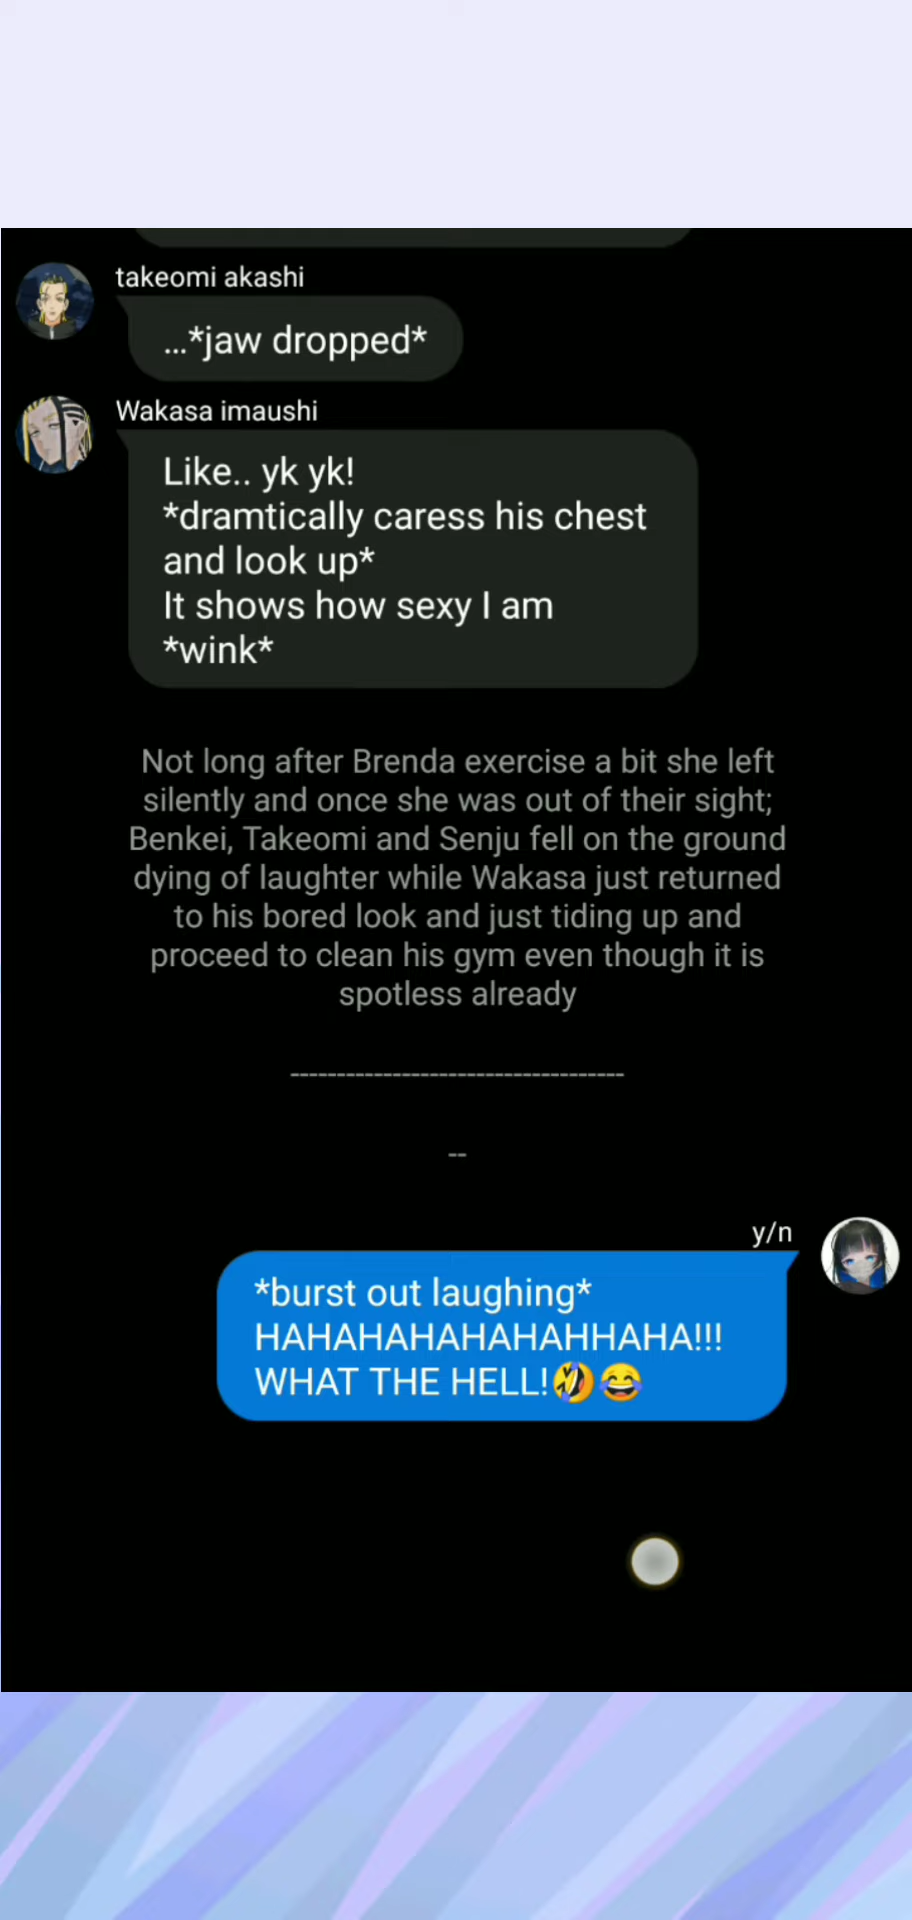 takeomi akashi
...*jaw dropped*
Wakasa imaushi
Like.. yk yk!
*dramtically caress his chest
and look up*
It shows how sexy I am
*wink*
Not long after Brenda exercise a bit she left
silently and once she was out of their sight;
Benkei, Takeomi and Senju fell on the ground
dying of laughter while Wakasa just returned
to his bored look and just tiding up and
proceed to clean his gym even though it is
spotless already
-----------------------------------
--
y/n
*burst out laughing*
HAHAHAHAHAHAHHAHA!!!
WHAT THE HELL!🤣😂